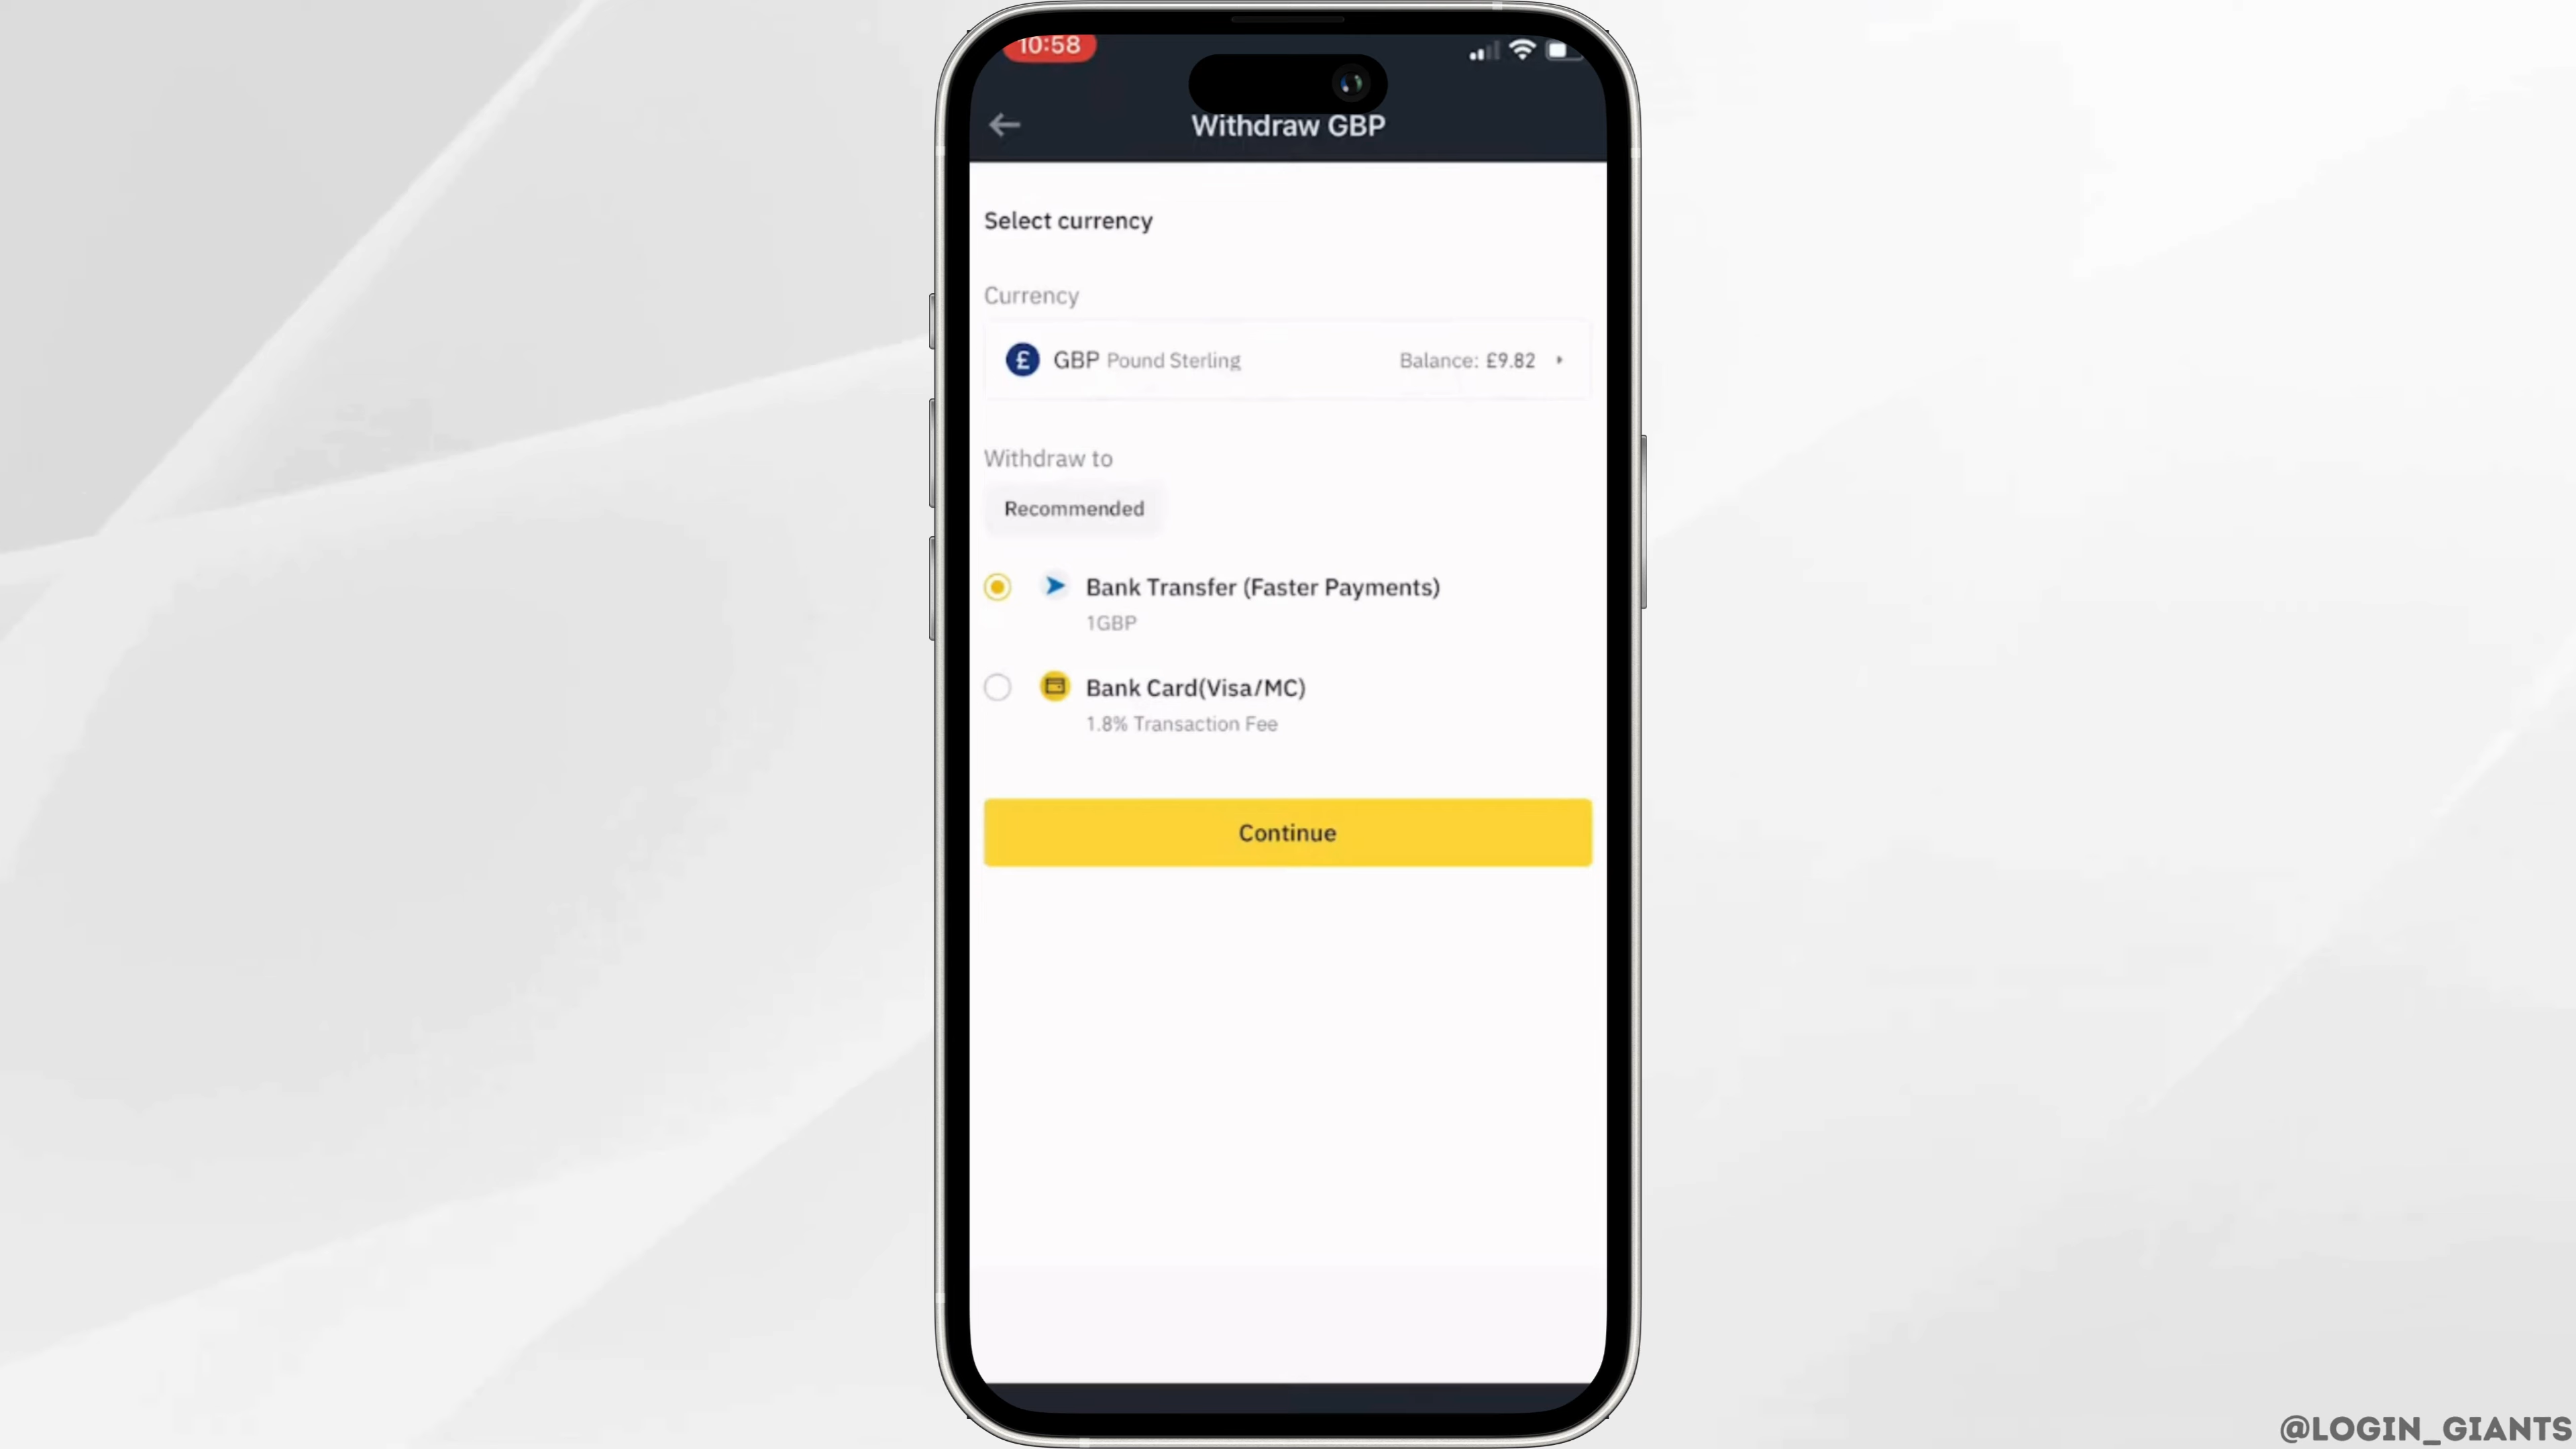 10:58
Withdraw GBP
Select currency
Currency
£ GBP Pound Sterling Balance: £9.82
Withdraw to
Recommended
Bank Transfer (Faster Payments)
1GBP
Bank Card(Visa/MC)
1.8% Transaction Fee
Continue
@LOGIN_GIANTS